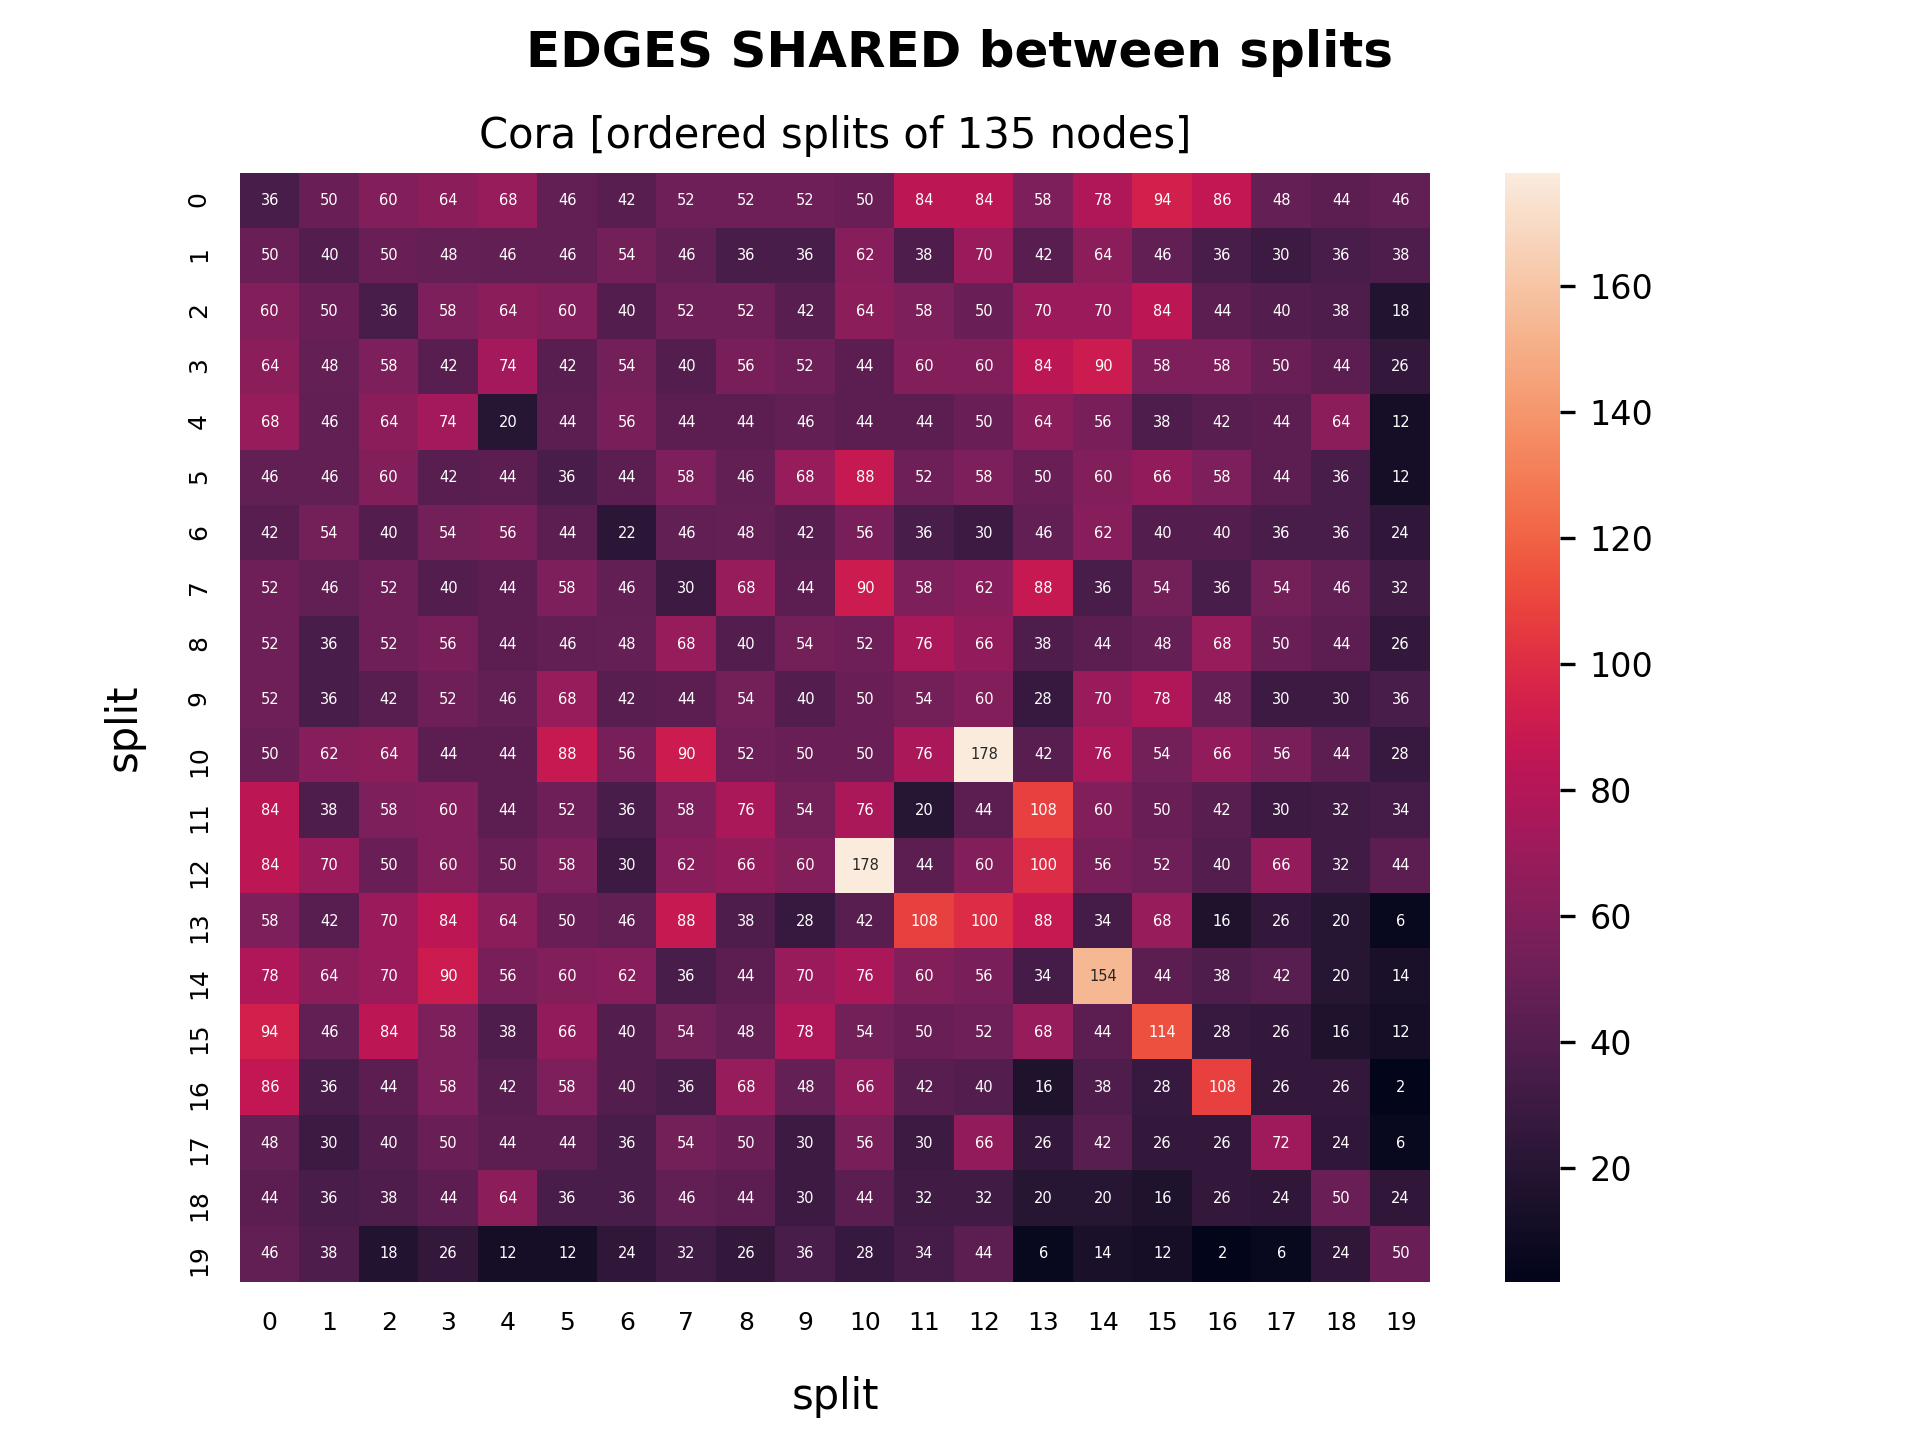 EDGES SHARED between splits
Cora [ordered splits of 135 nodes]
0 36 50 60 64 68 46 42 52 52 52 50 84 84 58 78 94 86 48 44 46
1 50 40 50 48 46 46 54 46 36 36 62 38 70 42 64 46 36 30 36 38
2 60 50 36 58 64 60 40 52 52 42 64 58 50 70 70 84 44 40 38 18
3 64 48 58 42 74 42 54 40 56 52 44 60 60 84 90 58 58 50 44 26
4 68 46 64 74 20 44 56 44 44 46 44 44 50 64 56 38 42 44 64 12
5 46 46 60 42 44 36 44 58 46 68 88 52 58 50 60 66 58 44 36 12
6 42 54 40 54 56 44 22 46 48 42 56 36 30 46 62 40 40 36 36 24
7 52 46 52 40 44 58 46 30 68 44 90 58 62 88 36 54 36 54 46 32
8 52 36 52 56 44 46 48 68 40 54 52 76 66 38 44 48 68 50 44 26
9 52 36 42 52 46 68 42 44 54 40 50 54 60 28 70 78 48 30 30 36
10 50 62 64 44 44 88 56 90 52 50 50 76 178 42 76 54 66 56 44 28
11 84 38 58 60 44 52 36 58 76 54 76 20 44 108 60 50 42 30 32 34
12 84 70 50 60 50 58 30 62 66 60 178 44 60 100 56 52 40 66 32 44
13 58 42 70 84 64 50 46 88 38 28 42 108 100 88 34 68 16 26 20 6
14 78 64 70 90 56 60 62 36 44 70 76 60 56 34 154 44 38 42 20 14
15 94 46 84 58 38 66 40 54 48 78 54 50 52 68 44 114 28 26 16 12
16 86 36 44 58 42 58 40 36 68 48 66 42 40 16 38 28 108 26 26 2
17 48 30 40 50 44 44 36 54 50 30 56 30 66 26 42 26 26 72 24 6
18 44 36 38 44 64 36 36 46 44 30 44 32 32 20 20 16 26 24 50 24
19 46 38 18 26 12 12 24 32 26 36 28 34 44 6 14 12 2 6 24 50
0 1 2 3 4 5 6 7 8 9 10 11 12 13 14 15 16 17 18 19
split
split
160
140
120
100
80
60
40
20